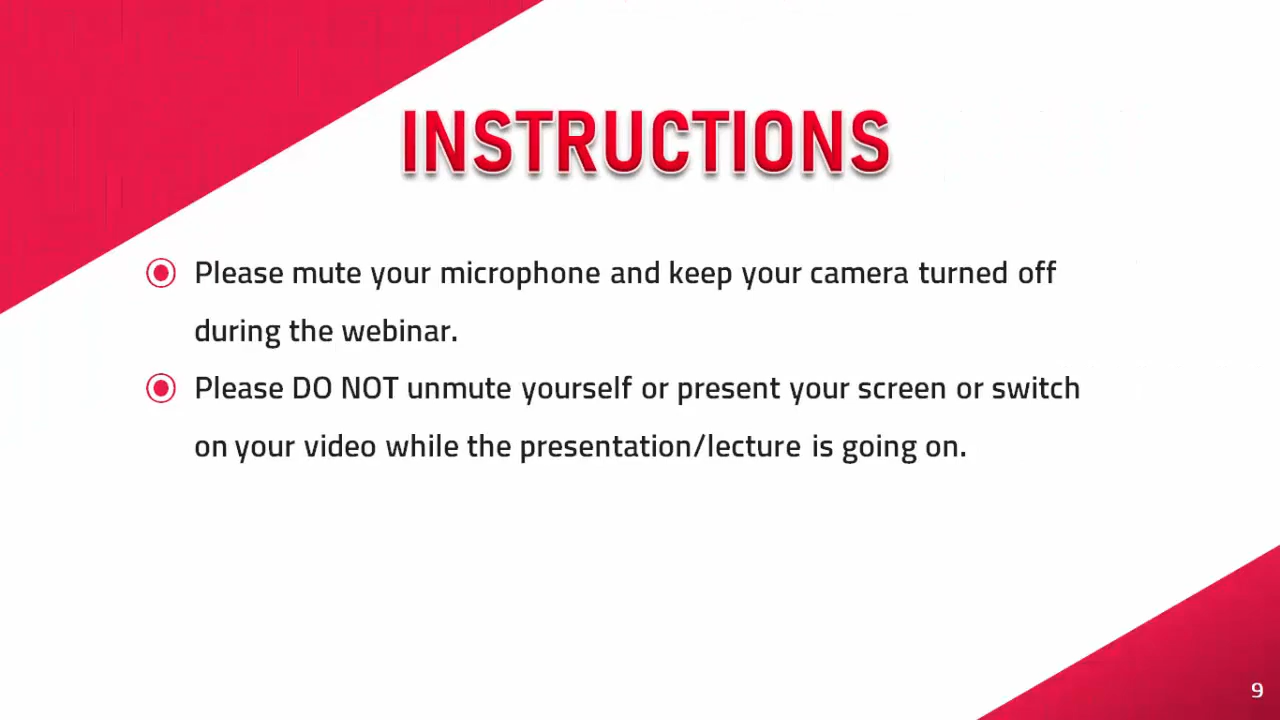 INSTRUCTIONS
Please mute your microphone and keep your camera turned off
during the webinar.
Please DO NOT unmute yourself or present your screen or switch
on your video while the presentation/lecture is going on.
9